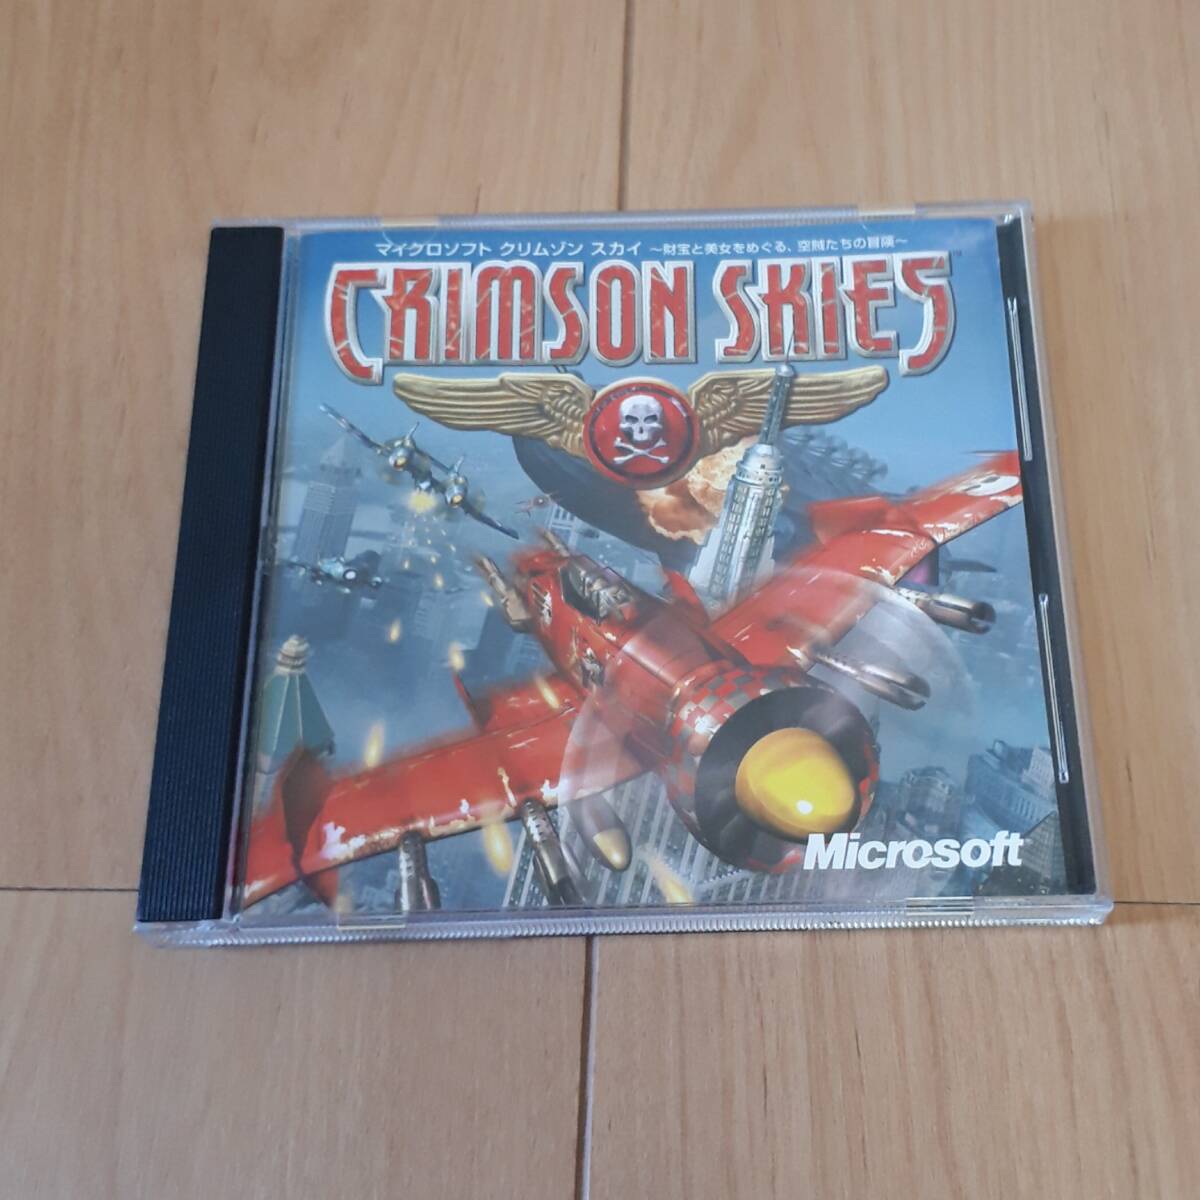 マイクロソフト クリムゾン スカイ ～財宝と美女をめぐる、空賊たちの冒険～
CRIMSON SKIES™
Microsoft